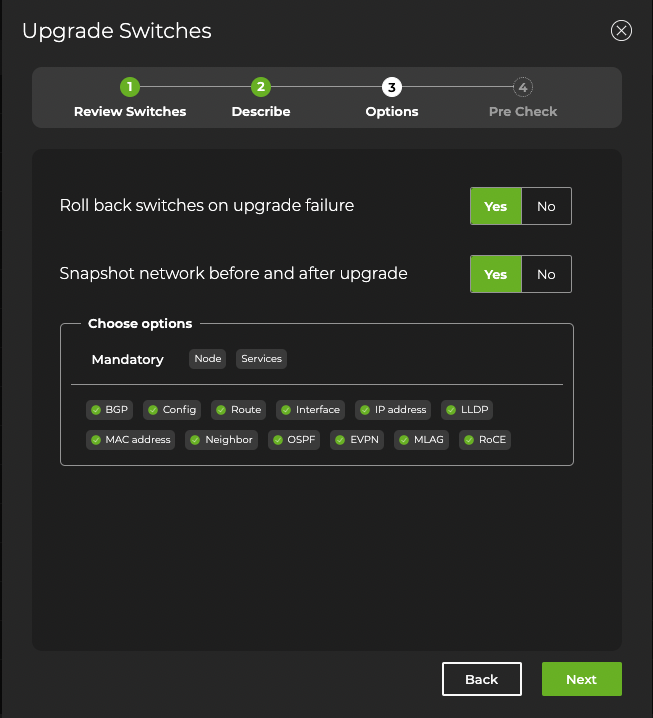 Upgrade Switches
1 2 3 4
Review Switches Describe Options Pre Check
Roll back switches on upgrade failure Yes No
Snapshot network before and after upgrade Yes No
Choose options
Mandatory Node Services
BGP Config Route Interface IP address LLDP
MAC address Neighbor OSPF EVPN MLAG RoCE
Back Next